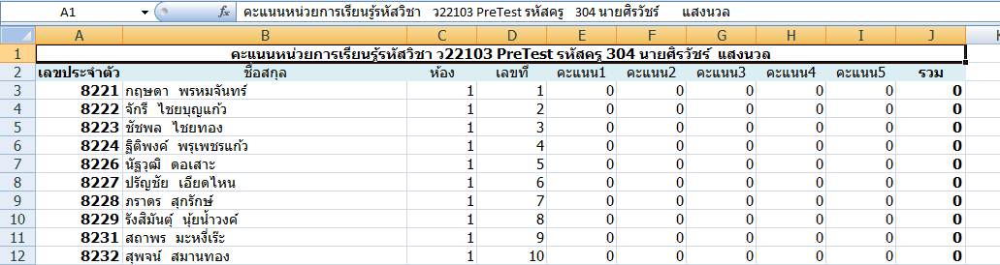 A1 fx คะแนนหน่วยการเรียนรู้รหัสวิชา ว22103 PreTest รหัสครู 304 นายศิรวัชร์ แสงนวล
A B C D E F G H I J K
1 คะแนนหน่วยการเรียนรู้รหัสวิชา ว22103 PreTest รหัสครู 304 นายศิรวัชร์ แสงนวล
2 เลขประจำตัว ชื่อสกุล ห้อง เลขที่ คะแนน1 คะแนน2 คะแนน3 คะแนน4 คะแนน5 รวม
3 8221 กฤษดา พรหมจันทร์ 1 1 0 0 0 0 0 0
4 8222 จักรี ไชยบุญแก้ว 1 2 0 0 0 0 0 0
5 8223 ชัชพล ไชยทอง 1 3 0 0 0 0 0 0
6 8224 ฐิติพงค์ พรุเพชรแก้ว 1 4 0 0 0 0 0 0
7 8226 นัฐวุฒิ ดอเสาะ 1 5 0 0 0 0 0 0
8 8227 ปรัญชัย เอียดไหน 1 6 0 0 0 0 0 0
9 8228 ภราดร สุกรักษ์ 1 7 0 0 0 0 0 0
10 8229 รังสิมันตุ์ นุ้ยน้ำวงค์ 1 8 0 0 0 0 0 0
11 8231 สถาพร มะหงี่เร๊ะ 1 9 0 0 0 0 0 0
12 8232 สุพจน์ สมานทอง 1 10 0 0 0 0 0 0